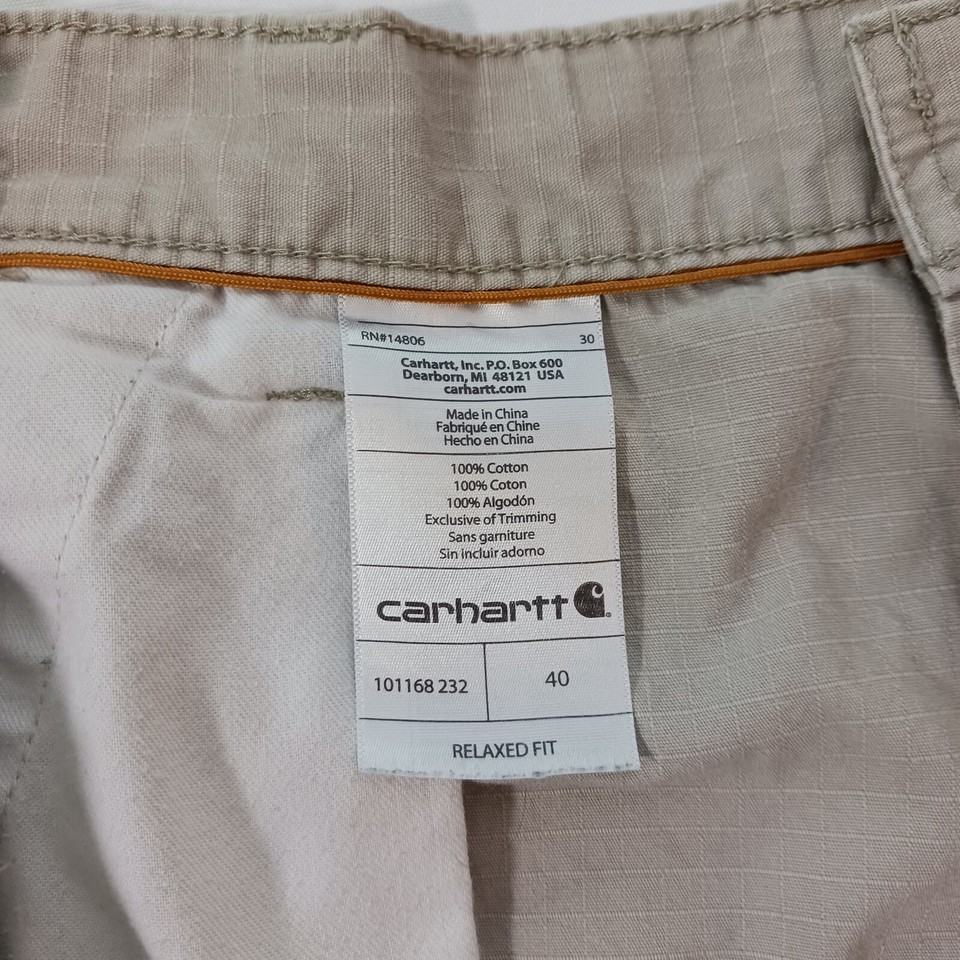 RN#14806 30
Carhartt, Inc. P.O. Box 600
Dearborn, MI 48121 USA
carhartt.com
Made in China
Fabriqué en Chine
Hecho en China
100% Cotton
100% Coton
100% Algodón
Exclusive of Trimming
Sans garniture
Sin incluir adorno
carhartt
101168 232 40
RELAXED FIT